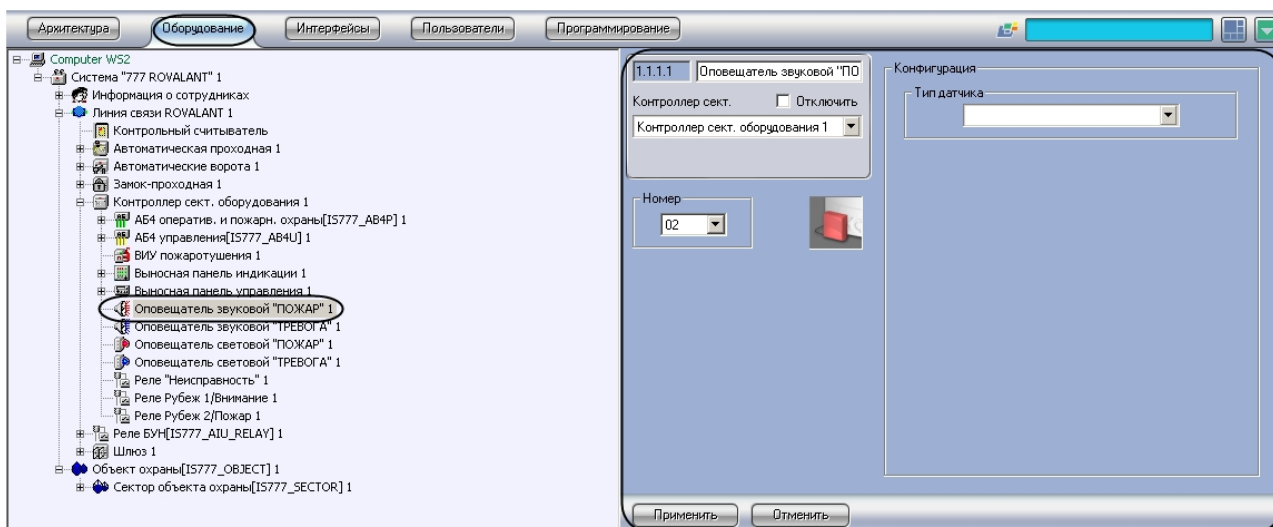 Архитектура Оборудование Интерфейсы Пользователи Программирование
Computer WS2
Система "777 ROVALANT" 1
Информация о сотрудниках
Линия связи ROVALANT 1
Контрольный считыватель
Автоматическая проходная 1
Автоматические ворота 1
Замок-проходная 1
Контроллер сект. оборудования 1
АБ4 оператив. и пожарн. охраны[IS777_AB4P] 1
АБ4 управления[IS777_AB4U] 1
ВИУ пожаротушения 1
Выносная панель индикации 1
Выносная панель управления 1
Оповещатель звуковой "ПОЖАР" 1
Оповещатель звуковой "ТРЕВОГА" 1
Оповещатель световой "ПОЖАР" 1
Оповещатель световой "ТРЕВОГА" 1
Реле "Неисправность" 1
Реле Рубеж 1/Внимание 1
Реле Рубеж 2/Пожар 1
Реле БУН[IS777_AIU_RELAY] 1
Шлюз 1
Объект охраны[IS777_OBJECT] 1
Сектор объекта охраны[IS777_SECTOR] 1
1.1.1.1 Оповещатель звуковой "ПО
Контроллер сект. Отключить
Контроллер сект. оборудования 1
Номер
02
Конфигурация
Тип датчика
Применить Отменить